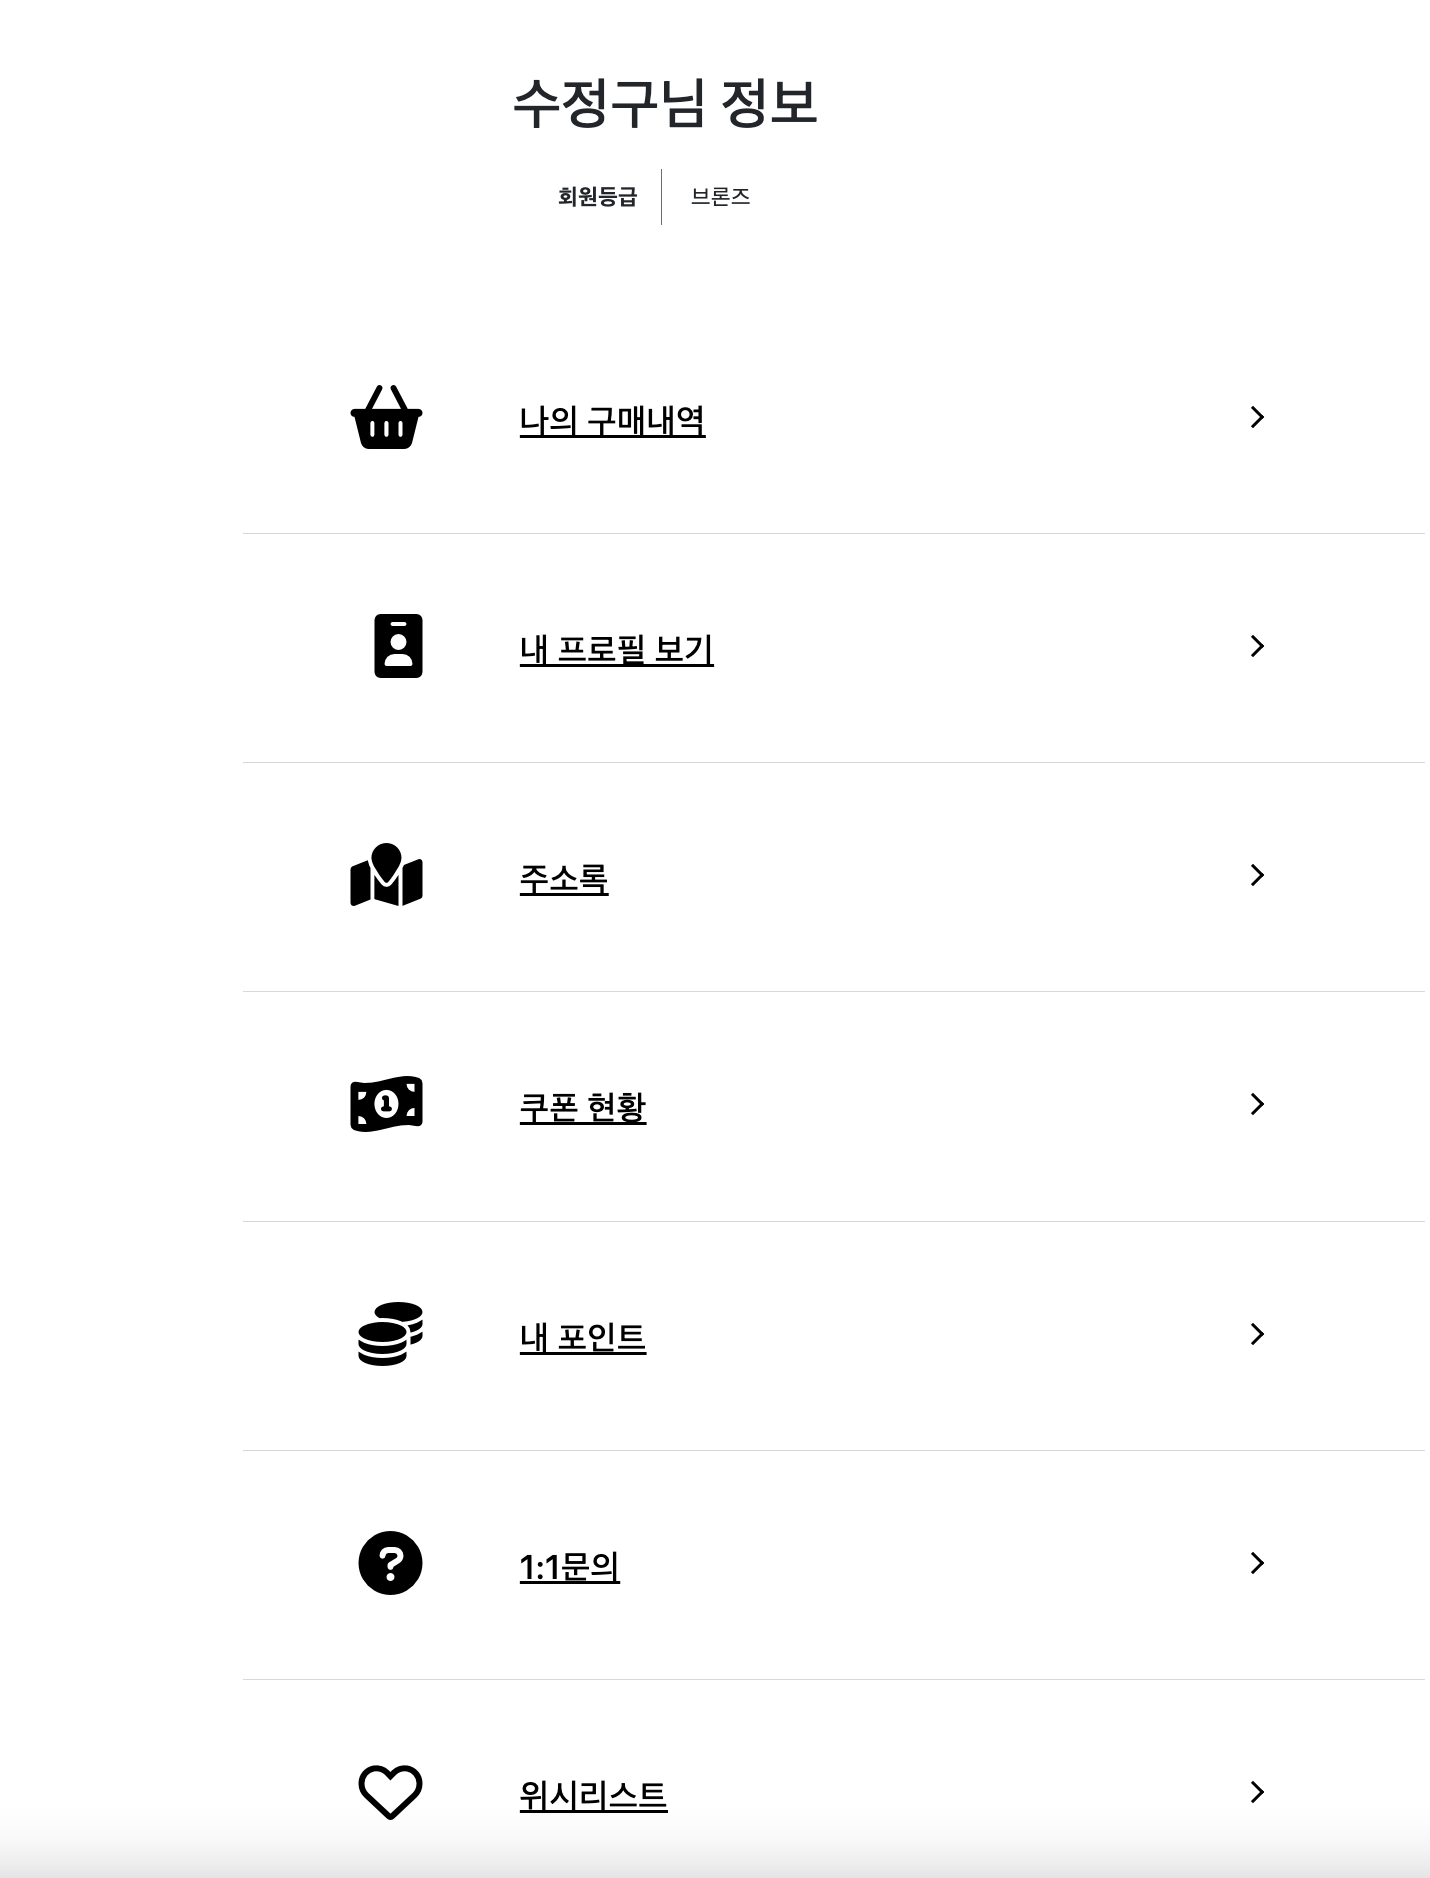 수정구님 정보
회원등급 브론즈
나의 구매내역
내 프로필 보기
주소록
쿠폰 현황
내 포인트
1:1문의
위시리스트